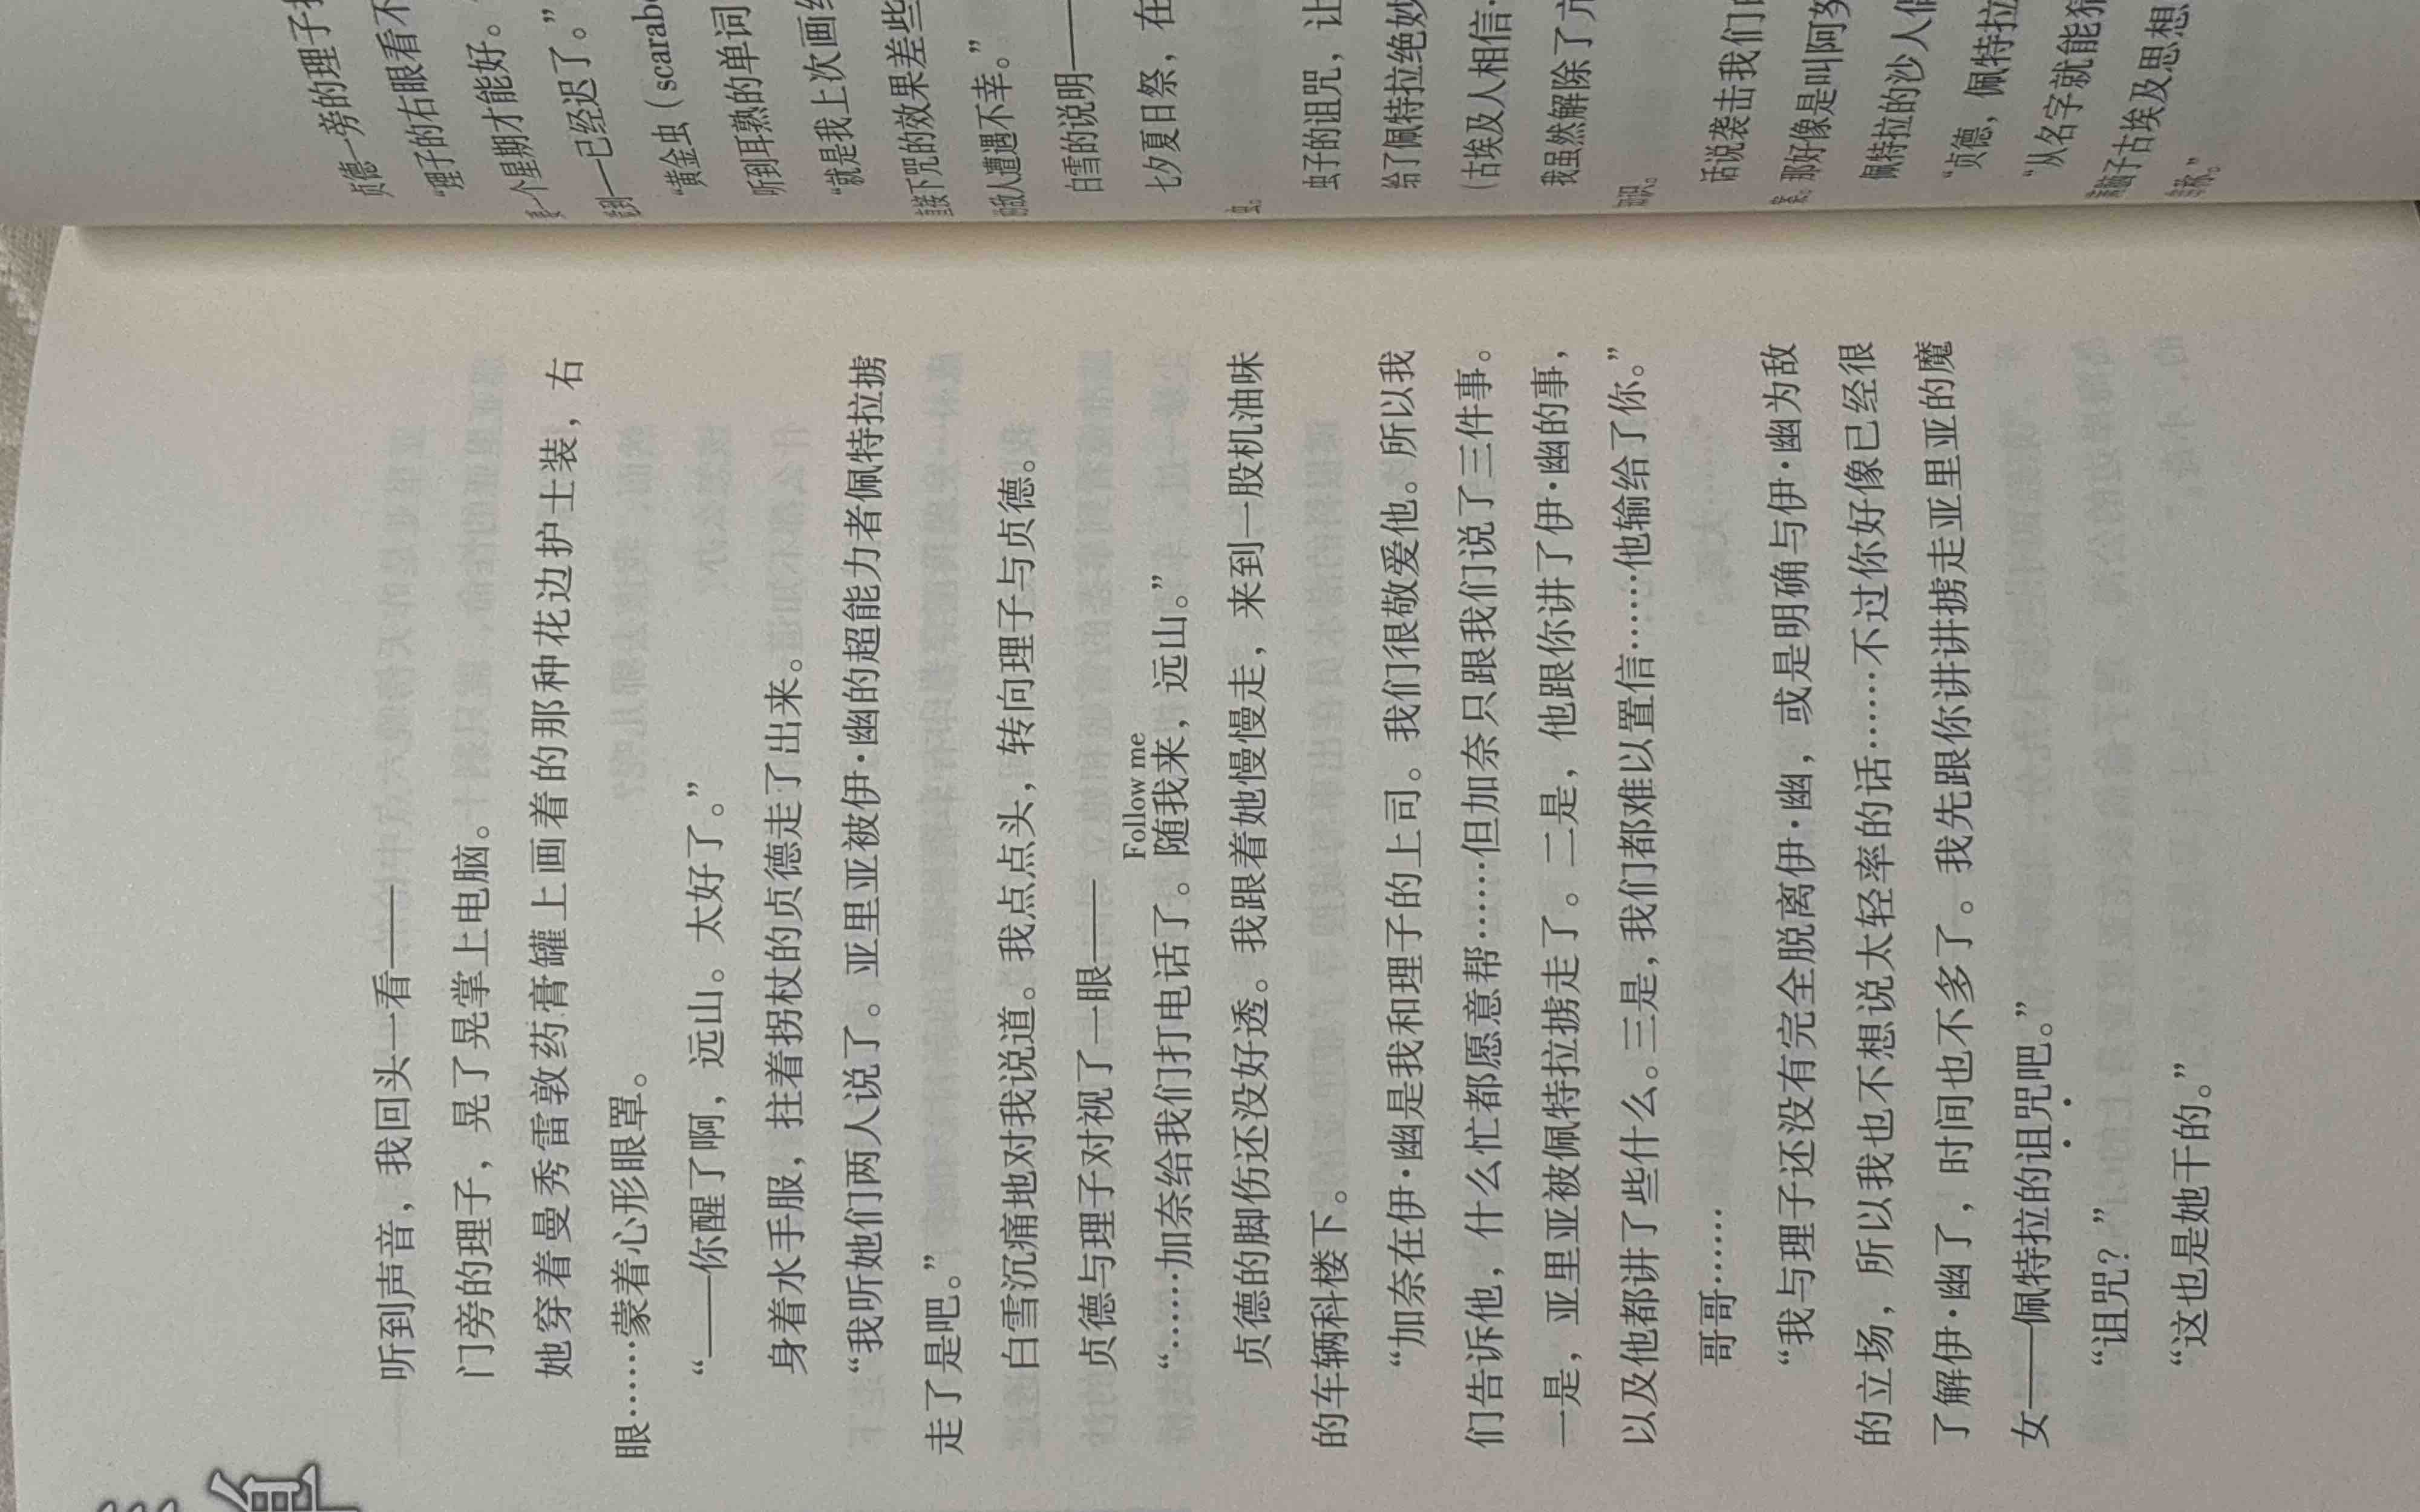 弹
听到声音，我回头一看——
门旁的理子，晃了晃掌上电脑。
她穿着曼秀雷敦药膏罐上画着的那种花边护士装，右
眼……蒙着心形眼罩。
“——你醒了啊，远山。太好了。”
身着水手服，拄着拐杖的贞德走了出来。
“我听她们两人说了。亚里亚被伊·幽的超能力者佩特拉掳
走了是吧。”
白雪沉痛地对我说道。我点点头，转向理子与贞德。
贞德与理子对视了一眼——
Follow me
“……加奈给我们打电话了。随我来，远山。”
贞德的脚伤还没好透。我跟着她慢慢走，来到一股机油味
的车辆科楼下。
“加奈在伊·幽是我和理子的上司。我们很敬爱他。所以我
们告诉他，什么忙都愿意帮……但加奈只跟我们说了三件事。
一是，亚里亚被佩特拉掳走了。二是，他跟你讲了伊·幽的事，
以及他都讲了些什么。三是，我们都难以置信……他输给了你。”
哥哥……
“我与理子还没有完全脱离伊·幽，或是明确与伊·幽为敌
的立场，所以我也不想说太轻率的话……不过你好像已经很
了解伊·幽了，时间也不多了。我先跟你讲讲掳走亚里亚的魔
女——佩特拉的诅咒吧。”
“诅咒？”
“这也是她干的。”
贞德一旁的理子
“理子的右眼看不
一个星期才能好。
到——已经迟了。”
“黄金虫（scarab
听到耳熟的单词
“就是我上次画
直接下咒的效果差些
的敌人遭遇不幸。”
白雪的说明——
七夕夏日祭，在
虫。
虫子的诅咒，让
给了佩特拉绝妙
（古埃及人相信
我虽然解除了
知识。
话说袭击我们
那好像是叫阿努
佩特拉的沙人
“贞德，佩特拉
“从名字就能猜
脑子古埃及思想
称。”